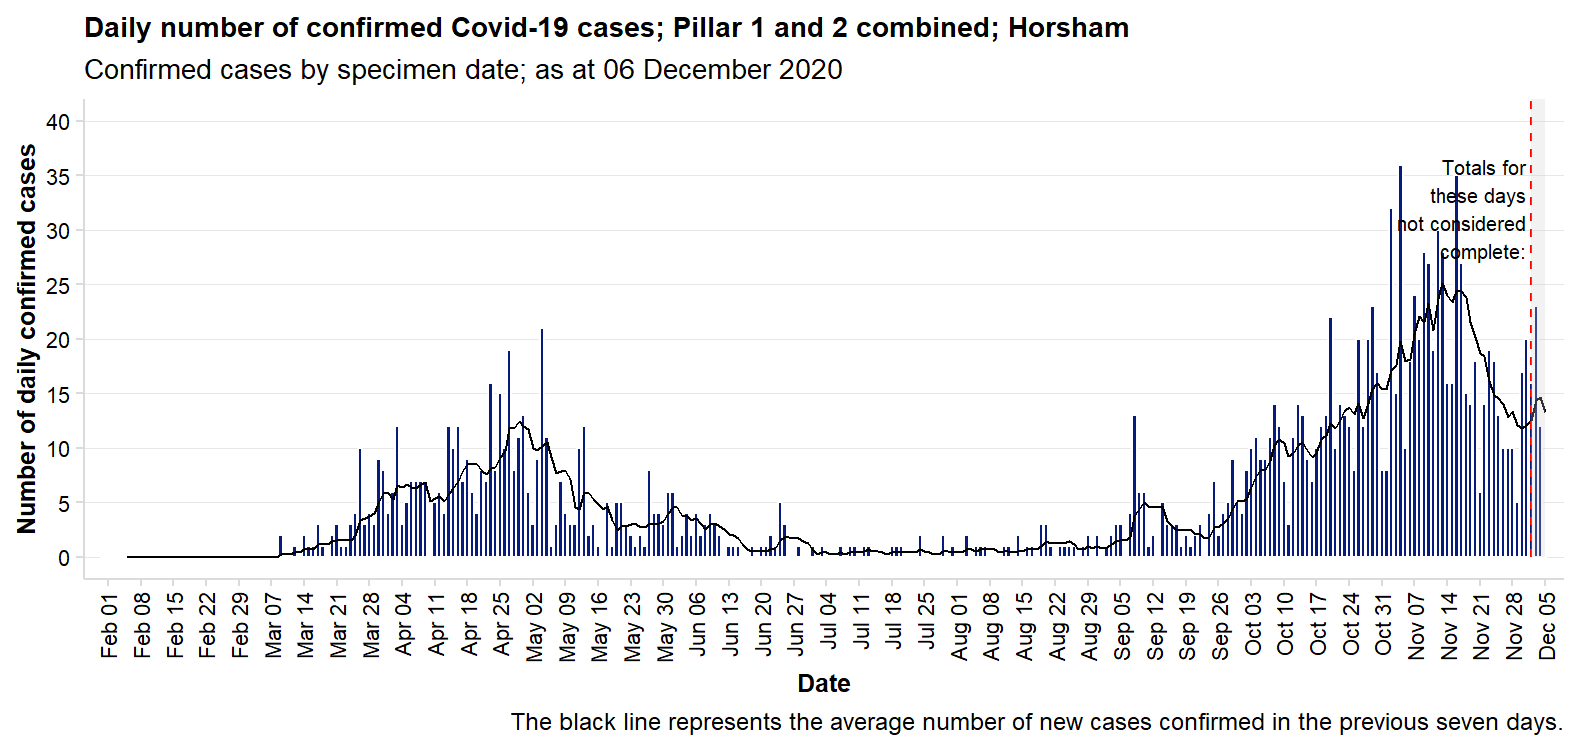 Daily number of confirmed Covid-19 cases; Pillar 1 and 2 combined; Horsham
Confirmed cases by specimen date; as at 06 December 2020
Number of daily confirmed cases
40
35
30
25
20
15
10
5
0
Totals for
these days
not considered
complete:
Feb 01
Feb 08
Feb 15
Feb 22
Feb 29
Mar 07
Mar 14
Mar 21
Mar 28
Apr 04
Apr 11
Apr 18
Apr 25
May 02
May 09
May 16
May 23
May 30
Jun 06
Jun 13
Jun 20
Jun 27
Jul 04
Jul 11
Jul 18
Jul 25
Aug 01
Aug 08
Aug 15
Aug 22
Aug 29
Sep 05
Sep 12
Sep 19
Sep 26
Oct 03
Oct 10
Oct 17
Oct 24
Oct 31
Nov 07
Nov 14
Nov 21
Nov 28
Dec 05
Date
The black line represents the average number of new cases confirmed in the previous seven days.